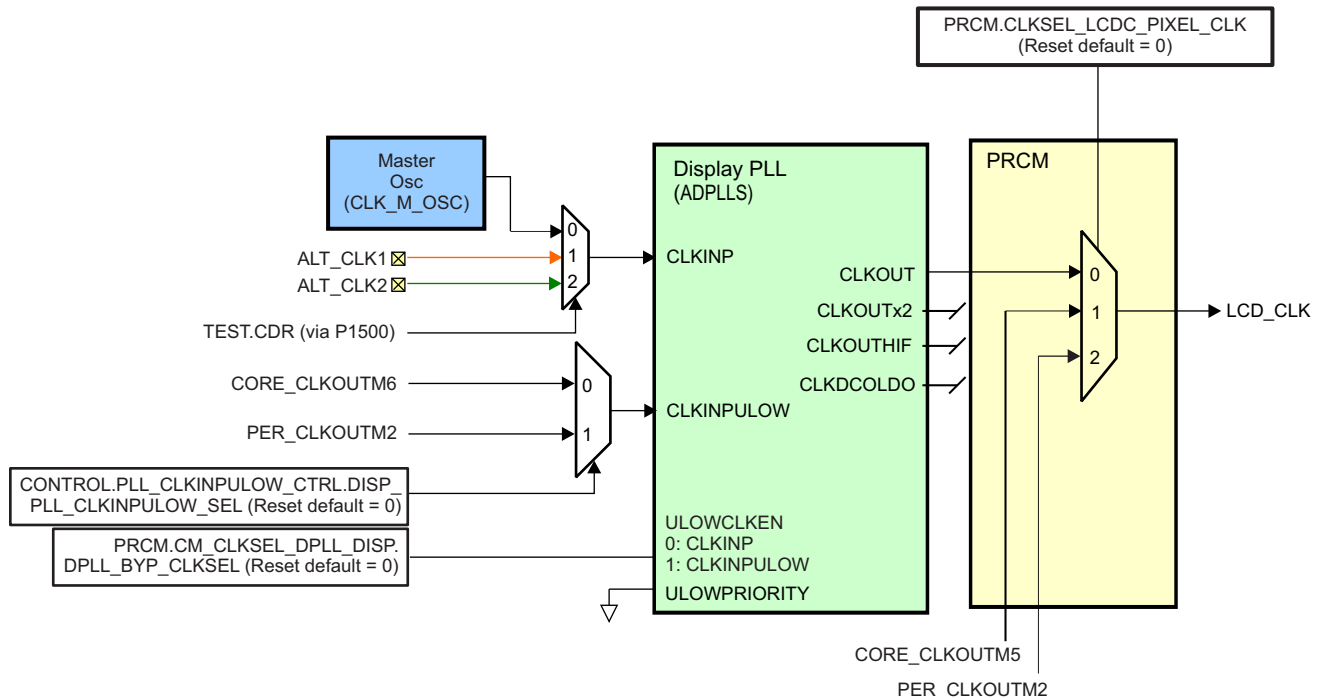 PRCM.CLKSEL_LCDC_PIXEL_CLK
(Reset default = 0)
Master
Osc
(CLK_M_OSC)
ALT_CLK1
ALT_CLK2
TEST.CDR (via P1500)
0
1
2
CORE_CLKOUTM6
PER_CLKOUTM2
0
1
CONTROL.PLL_CLKINPULOW_CTRL.DISP_
PLL_CLKINPULOW_SEL (Reset default = 0)
PRCM.CM_CLKSEL_DPLL_DISP.
DPLL_BYP_CLKSEL (Reset default = 0)
Display PLL
(ADPLLS)
CLKINP
CLKOUT
CLKOUTx2
CLKOUTHIF
CLKDCOLDO
CLKINPULOW
ULOWCLKEN
0: CLKINP
1: CLKINPULOW
ULOWPRIORITY
PRCM
0
1
2
LCD_CLK
CORE_CLKOUTM5
PER_CLKOUTM2